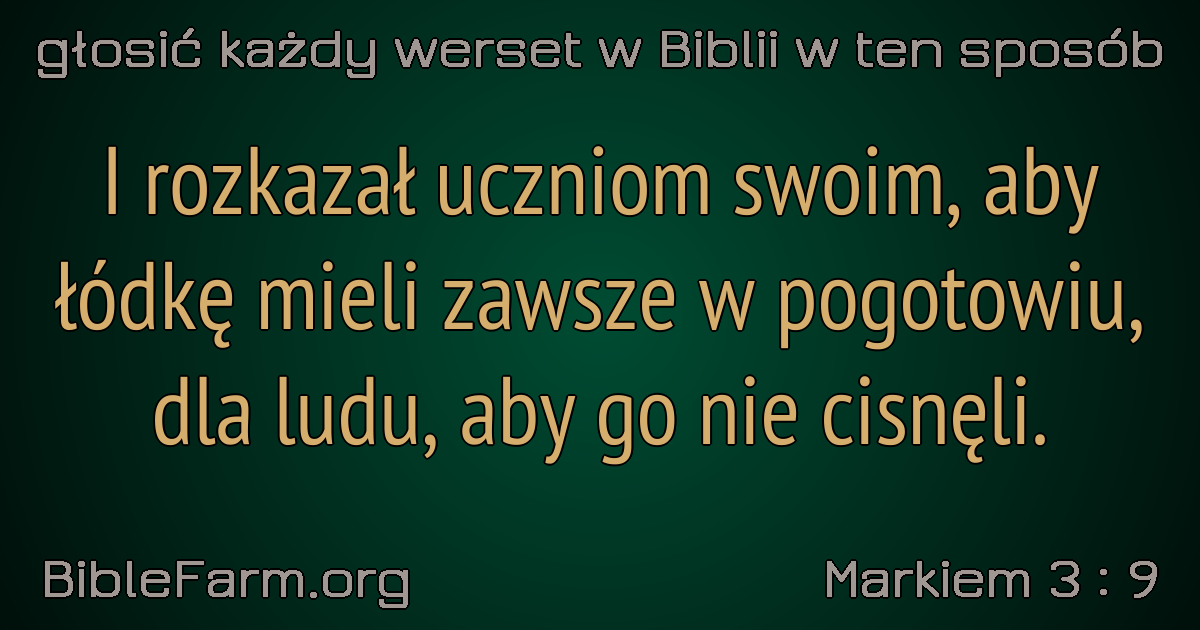 głosić każdy werset w Biblii w ten sposób
I rozkazał uczniom swoim, aby
łódkę mieli zawsze w pogotowiu,
dla ludu, aby go nie cisnęli.
BibleFarm.org
Markiem 3 : 9